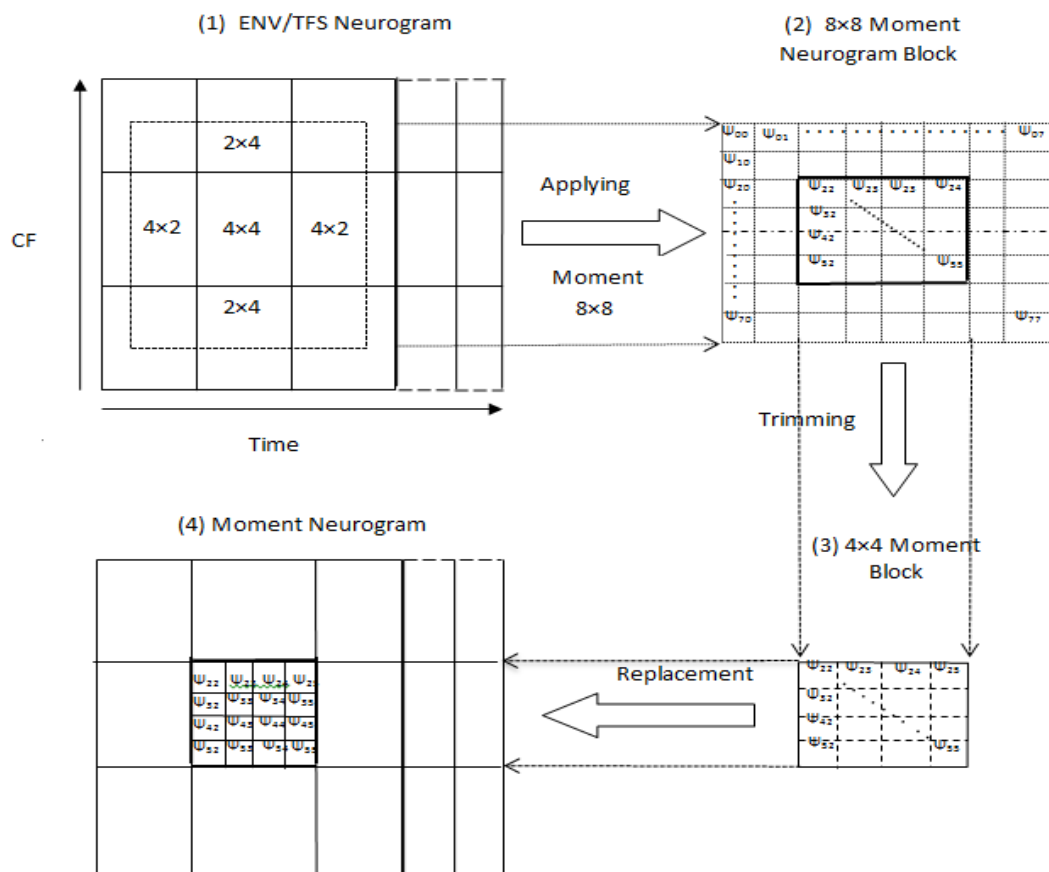 (1) ENV/TFS Neurogram
2×4
4×2 4×4 4×2
2×4
CF
Time
Applying
Moment
8×8
(2) 8×8 Moment
Neurogram Block
Ψ₀₀ Ψ₀₁ Ψ₀₇
Ψ₁₀
Ψ₂₀ Ψ₂₂ Ψ₂₃ Ψ₂₃ Ψ₂₄
Ψ₃₂
Ψ₄₂
Ψ₅₂ Ψ₅₅
Ψ₇₀ Ψ₇₇
Trimming
(3) 4×4 Moment
Block
Ψ₂₂ Ψ₂₃ Ψ₂₄ Ψ₂₅
Ψ₃₂
Ψ₄₂
Ψ₅₂ Ψ₅₅
Replacement
(4) Moment Neurogram
Ψ₂₂
Ψ₃₂ Ψ₃₃ Ψ₃₄ Ψ₃₅
Ψ₄₂ Ψ₄₃ Ψ₄₄ Ψ₄₅
Ψ₅₂ Ψ₅₃ Ψ₅₄ Ψ₅₅